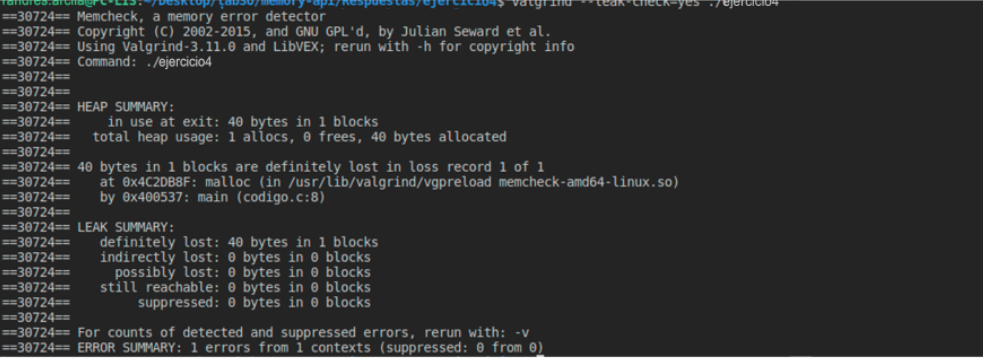 fandres.arcila@PC-LIS:~/Desktop/Lab50/memory-api/Respuestas/ejercicio4$ valgrind --leak-check=yes ./ejercicio4
==30724== Memcheck, a memory error detector
==30724== Copyright (C) 2002-2015, and GNU GPL'd, by Julian Seward et al.
==30724== Using Valgrind-3.11.0 and LibVEX; rerun with -h for copyright info
==30724== Command: ./ejercicio4
==30724==
==30724==
==30724== HEAP SUMMARY:
==30724==     in use at exit: 40 bytes in 1 blocks
==30724==   total heap usage: 1 allocs, 0 frees, 40 bytes allocated
==30724==
==30724== 40 bytes in 1 blocks are definitely lost in loss record 1 of 1
==30724==    at 0x4C2DB8F: malloc (in /usr/lib/valgrind/vgpreload memcheck-amd64-linux.so)
==30724==    by 0x400537: main (codigo.c:8)
==30724==
==30724== LEAK SUMMARY:
==30724==    definitely lost: 40 bytes in 1 blocks
==30724==    indirectly lost: 0 bytes in 0 blocks
==30724==      possibly lost: 0 bytes in 0 blocks
==30724==    still reachable: 0 bytes in 0 blocks
==30724==         suppressed: 0 bytes in 0 blocks
==30724==
==30724== For counts of detected and suppressed errors, rerun with: -v
==30724== ERROR SUMMARY: 1 errors from 1 contexts (suppressed: 0 from 0)